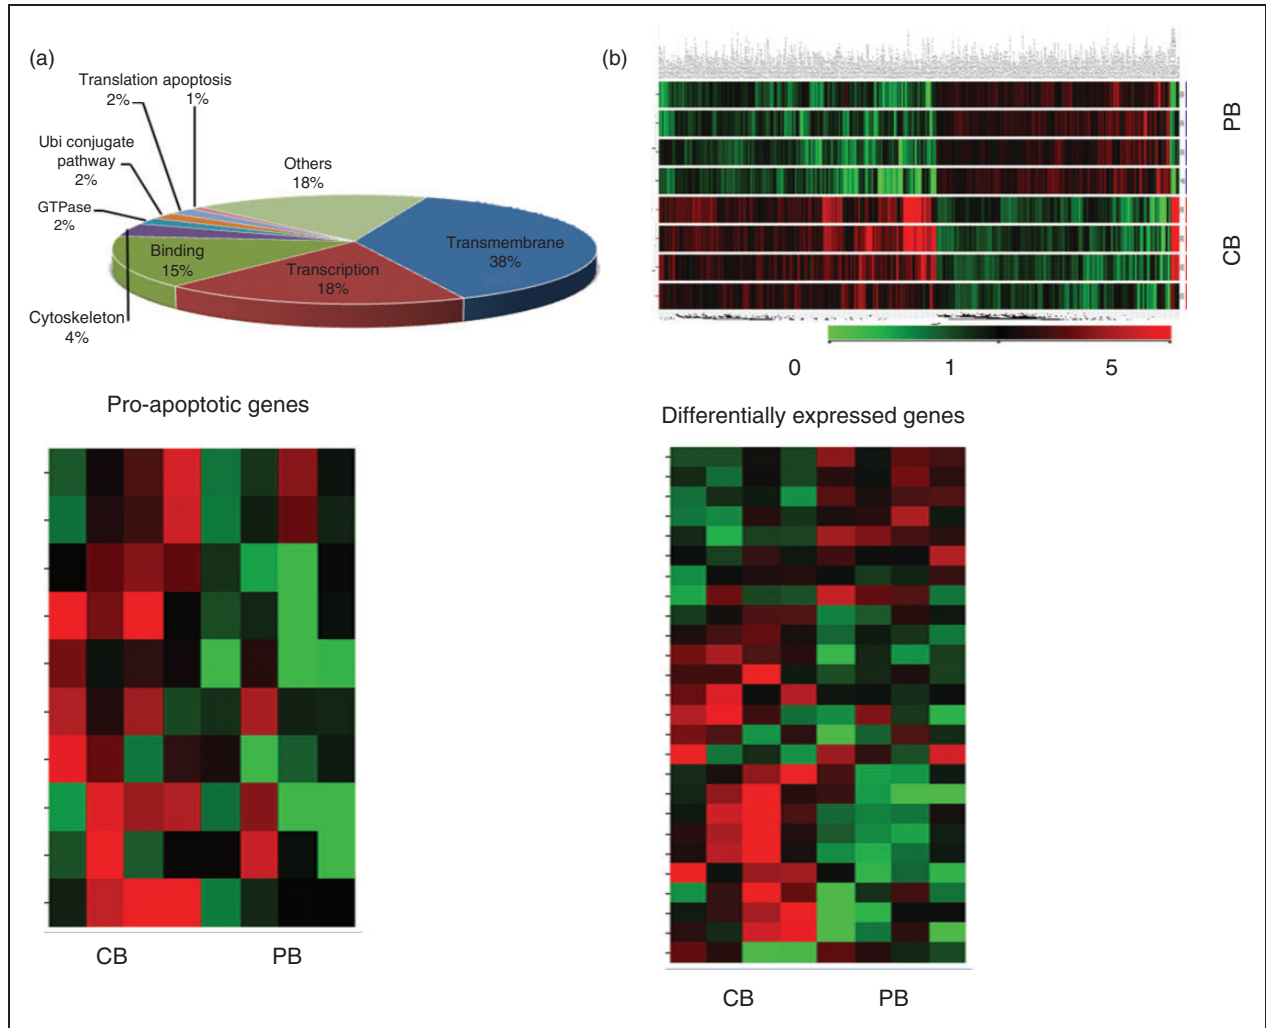 (a)
Translation apoptosis
2%
1%
Ubi conjugate
pathway
2%
GTPase
2%
Others
18%
Transmembrane
38%
Binding
15%
Transcription
18%
Cytoskeleton
4%
(b)
PB
CB
0 1 5
Pro-apoptotic genes
CB PB
Differentially expressed genes
CB PB